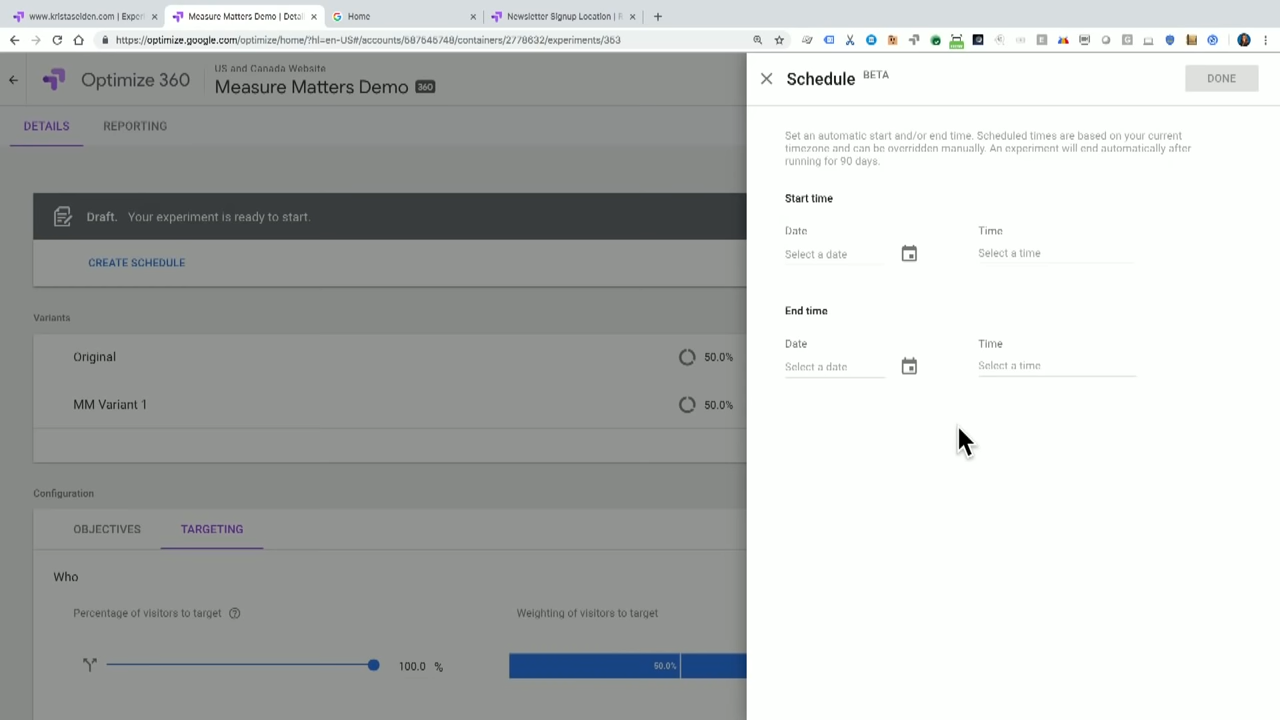 www.kristaseiden.com | Experi
Measure Matters Demo | Detai
Home
Newsletter Signup Location | R
https://optimize.google.com/optimize/home/?hl=en-US#/accounts/587545748/containers/2778632/experiments/353
Optimize 360
US and Canada Website
Measure Matters Demo 360
DETAILS
REPORTING
Draft. Your experiment is ready to start.
CREATE SCHEDULE
Variants
Original
50.0%
MM Variant 1
50.0%
Configuration
OBJECTIVES
TARGETING
Who
Percentage of visitors to target
Weighting of visitors to target
100.0 %
50.0%
Schedule BETA
DONE
Set an automatic start and/or end time. Scheduled times are based on your current
timezone and can be overridden manually. An experiment will end automatically after
running for 90 days.
Start time
Date
Time
Select a date
Select a time
End time
Date
Time
Select a date
Select a time